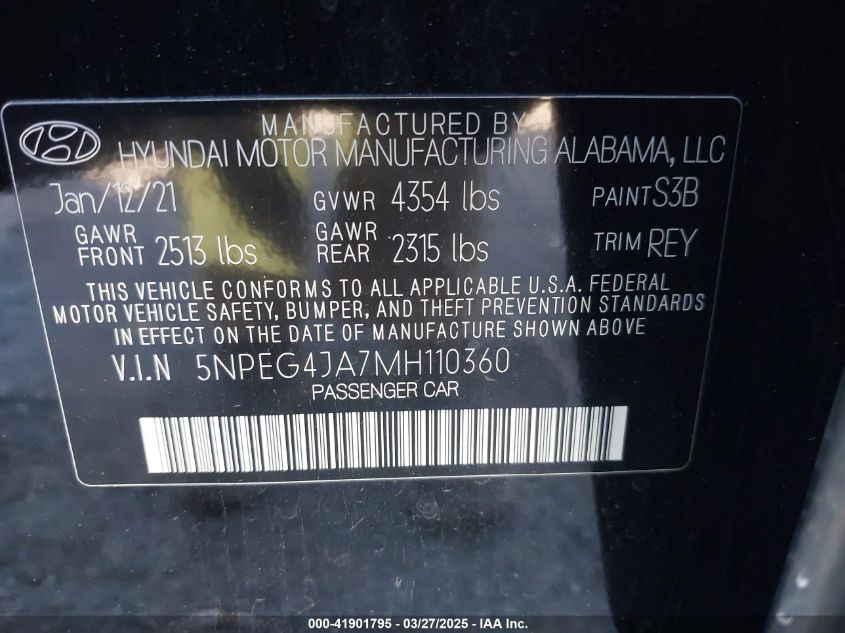 MANUFACTURED BY
HYUNDAI MOTOR MANUFACTURING ALABAMA, LLC
Jan/12/21 GVWR 4354 lbs PAINT S3B
GAWR FRONT 2513 lbs GAWR REAR 2315 lbs TRIM REY
THIS VEHICLE CONFORMS TO ALL APPLICABLE U.S.A. FEDERAL
MOTOR VEHICLE SAFETY, BUMPER, AND THEFT PREVENTION STANDARDS
IN EFFECT ON THE DATE OF MANUFACTURE SHOWN ABOVE
V.I.N 5NPEG4JA7MH110360
PASSENGER CAR
000-41901795 - 03/27/2025 - IAA Inc.